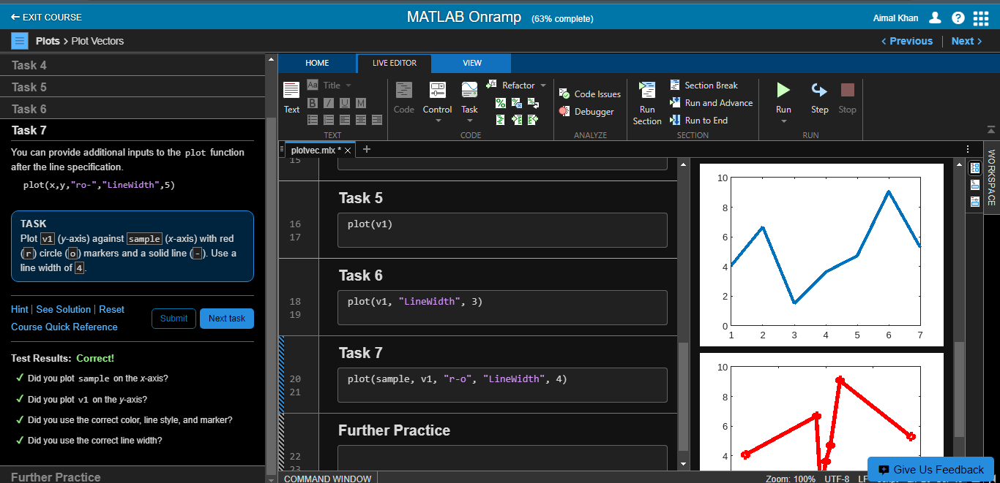 ← EXIT COURSE
MATLAB Onramp (63% complete)
Aimal Khan
Plots > Plot Vectors
< Previous
Next >
Task 4
Task 5
Task 6
Task 7
You can provide additional inputs to the plot function
after the line specification.
plot(x,y,"ro-","LineWidth",5)
TASK
Plot v1 (y-axis) against sample (x-axis) with red
(r) circle (o) markers and a solid line (-). Use a
line width of 4.
Hint | See Solution | Reset
Course Quick Reference
Submit
Next task
Test Results: Correct!
✓ Did you plot sample on the x-axis?
✓ Did you plot v1 on the y-axis?
✓ Did you use the correct color, line style, and marker?
✓ Did you use the correct line width?
Further Practice
HOME
LIVE EDITOR
VIEW
Text
Aa Title
B I U M
TEXT
Code
Control
Task
Refactor
CODE
Code Issues
Debugger
ANALYZE
Run
Section
Section Break
Run and Advance
Run to End
SECTION
Run
Step
Stop
RUN
plotvec.mlx * × +
WORKSPACE
15
Task 5
16 plot(v1)
17
Task 6
18 plot(v1, "LineWidth", 3)
19
Task 7
20 plot(sample, v1, "r-o", "LineWidth", 4)
21
Further Practice
22
23
10
8
6
4
2
0
1 2 3 4 5 6 7
10
8
6
4
Give Us Feedback
COMMAND WINDOW
Zoom: 100% UTF-8 LF